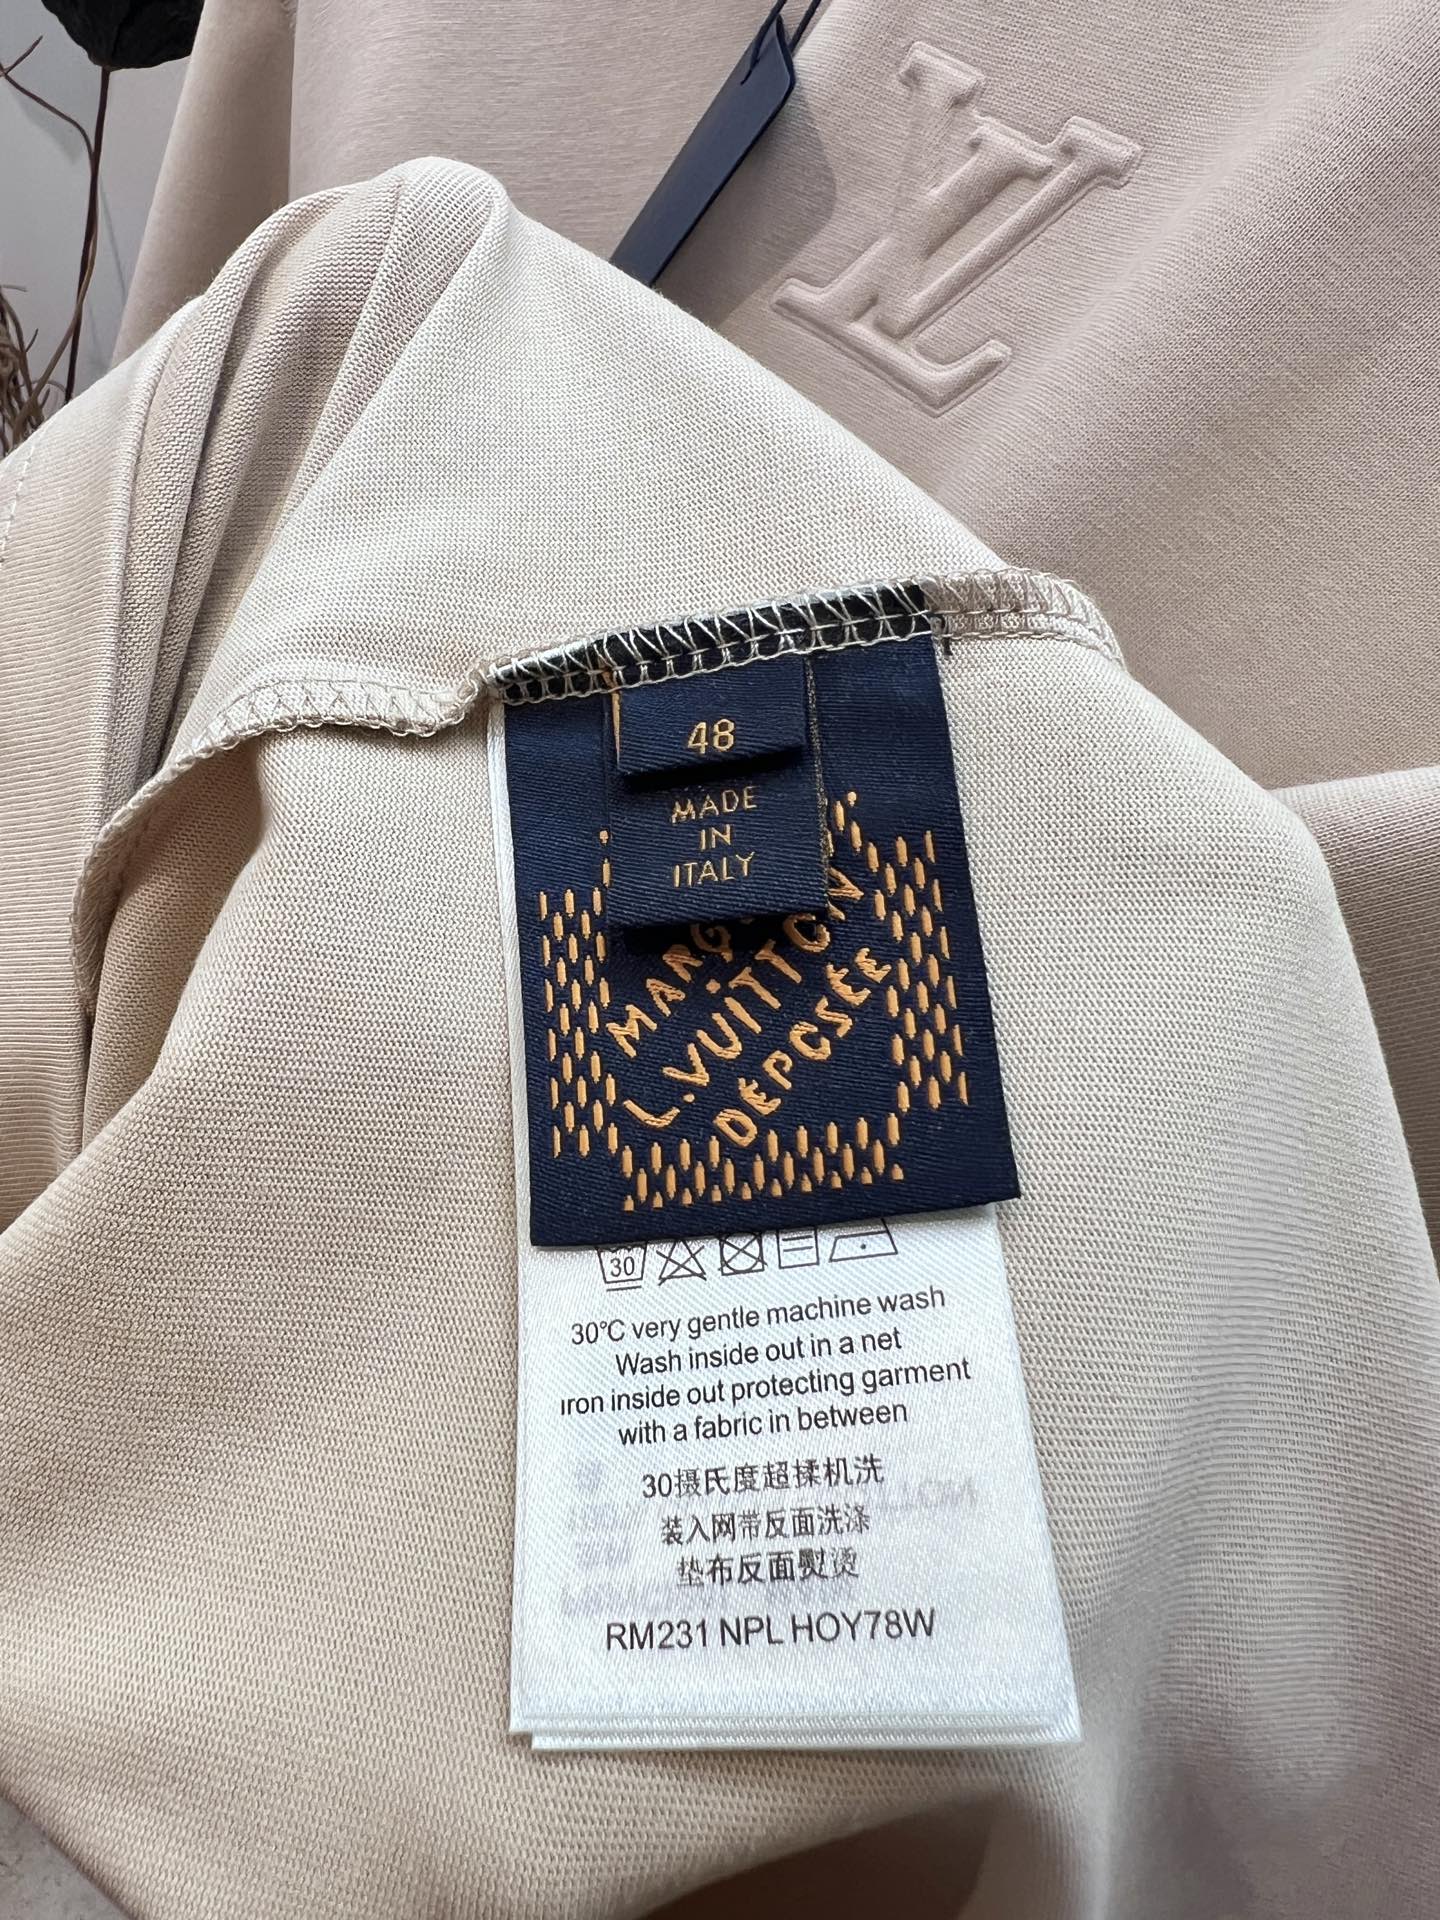 LV
48
MADE
IN
ITALY
L.VUITTON
DÉPCSÉE
30
30℃ very gentle machine wash
Wash inside out in a net
iron inside out protecting garment
with a fabric in between
30摄氏度超揉机洗
装入网带反面洗涤
垫布反面熨烫
RM231 NPL HOY78W